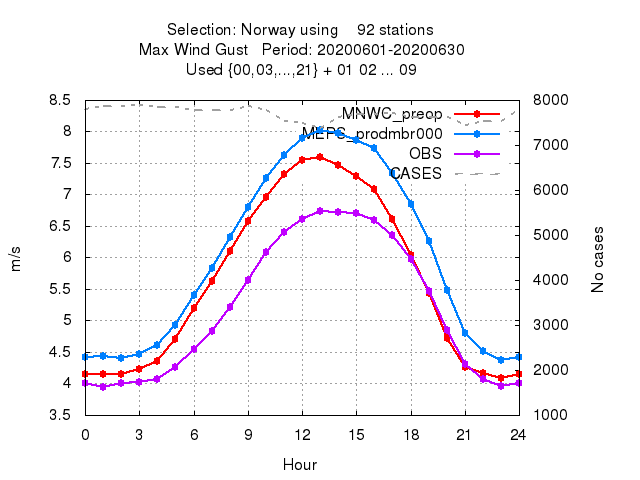 Selection: Norway using 92 stations
Max Wind Gust Period: 20200601-20200630
Used {00,03,...,21} + 01 02 ... 09
MNWC_preop
MEPS_prodmbr000
OBS
CASES
8.5
8
7.5
7
6.5
6
5.5
5
4.5
4
3.5
m/s
8000
7000
6000
5000
4000
3000
2000
1000
No cases
0 3 6 9 12 15 18 21 24
Hour